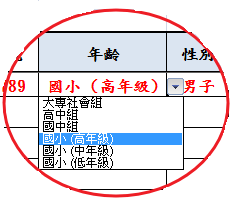 年齡 性別
89 國小 (高年級) 男子
大專社會組
高中組
國中組
國小 (高年級)
國小 (中年級)
國小 (低年級)